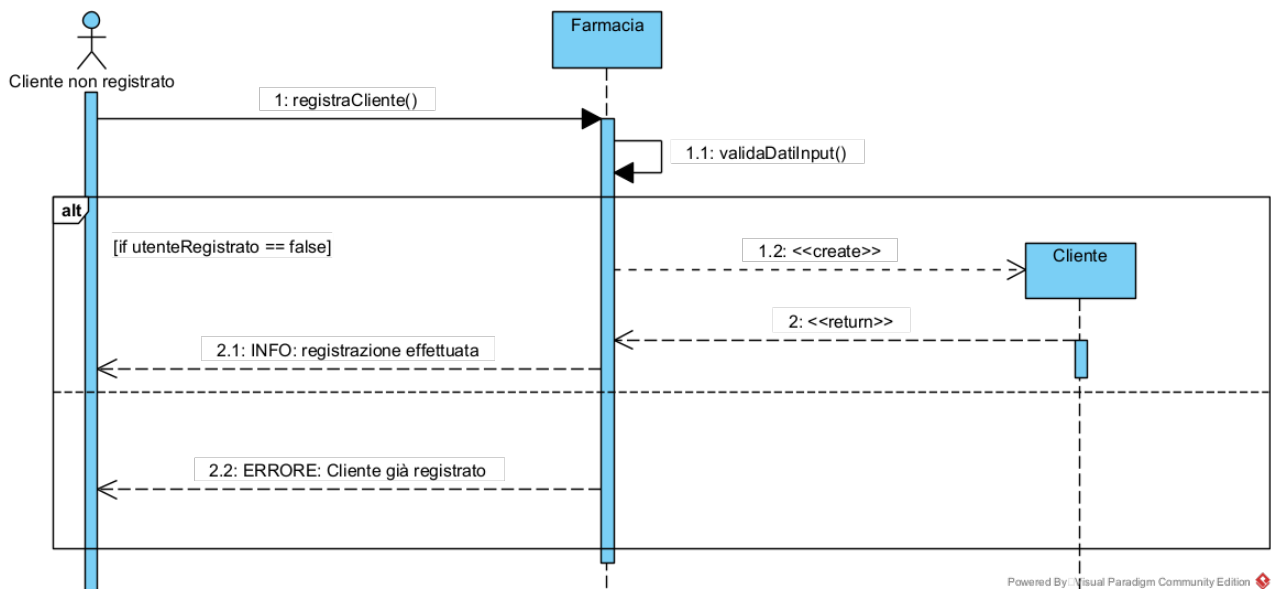 Farmacia
Cliente non registrato
1: registraCliente()
1.1: validaDatiInput()
alt
[if utenteRegistrato == false]
1.2: <<create>>
Cliente
2: <<return>>
2.1: INFO: registrazione effettuata
2.2: ERRORE: Cliente già registrato
Powered By Visual Paradigm Community Edition